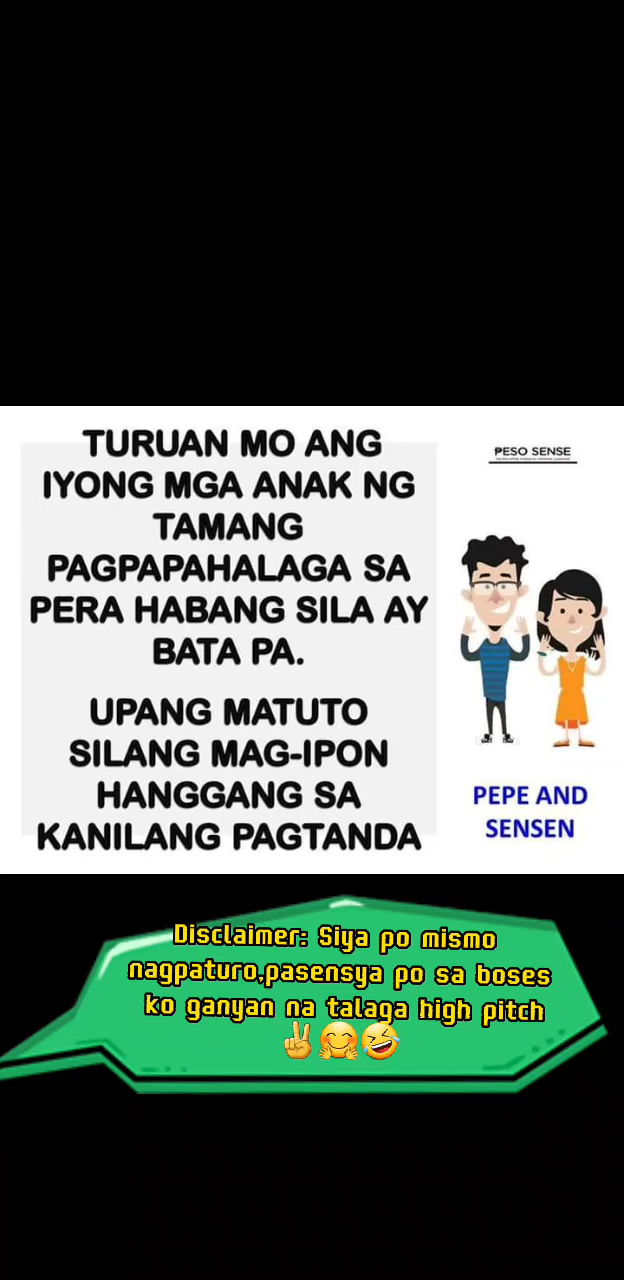 TURUAN MO ANG
IYONG MGA ANAK NG
TAMANG
PAGPAPAHALAGA SA
PERA HABANG SILA AY
BATA PA.
UPANG MATUTO
SILANG MAG-IPON
HANGGANG SA
KANILANG PAGTANDA
₱ESO SENSE
PEPE AND
SENSEN
Disclaimer: Siya po mismo
nagpaturo,pasensya po sa boses
ko ganyan na talaga high pitch
✌️🤗🤣